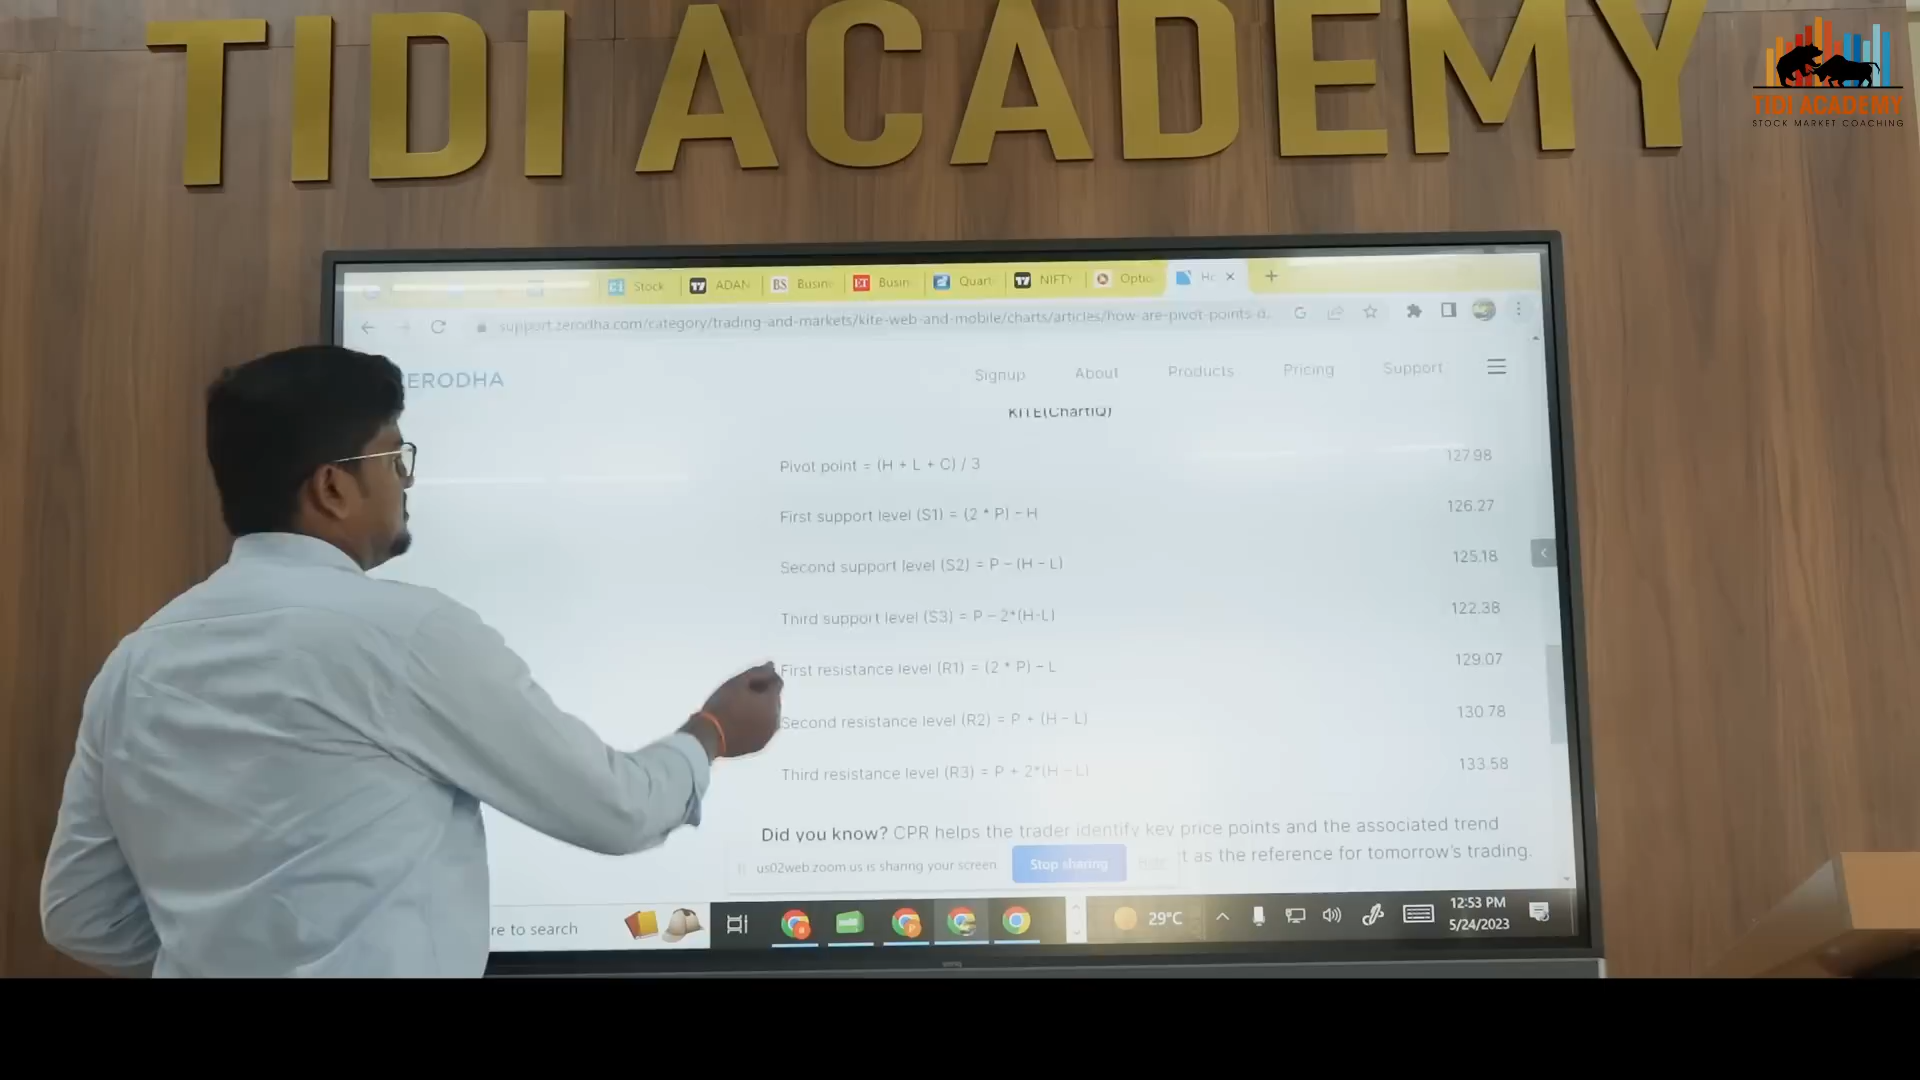 TIDI ACADEMY
TIDI ACADEMY
STOCK MARKET COACHING
Stock
ADAN
BS Busin
ET Busin
Quart
NIFTY
Optio
support.zerodha.com/category/trading-and-markets/kite-web-and-mobile/charts/articles/how-are-pivot-points-d
ERODHA
Signup About Products Pricing Support
KITE(ChartIQ)
Pivot point = (H + L + C) / 3 127.98
First support level (S1) = (2 * P) – H 126.27
Second support level (S2) = P – (H – L) 125.18
Third support level (S3) = P – 2*(H-L) 122.38
First resistance level (R1) = (2 * P) – L 129.07
Second resistance level (R2) = P + (H – L) 130.78
Third resistance level (R3) = P + 2*(H – L) 133.58
Did you know? CPR helps the trader identify key price points and the associated trend
t as the reference for tomorrow's trading.
us02web.zoom.us is sharing your screen Stop sharing Hide
re to search
29°C
12:53 PM
5/24/2023